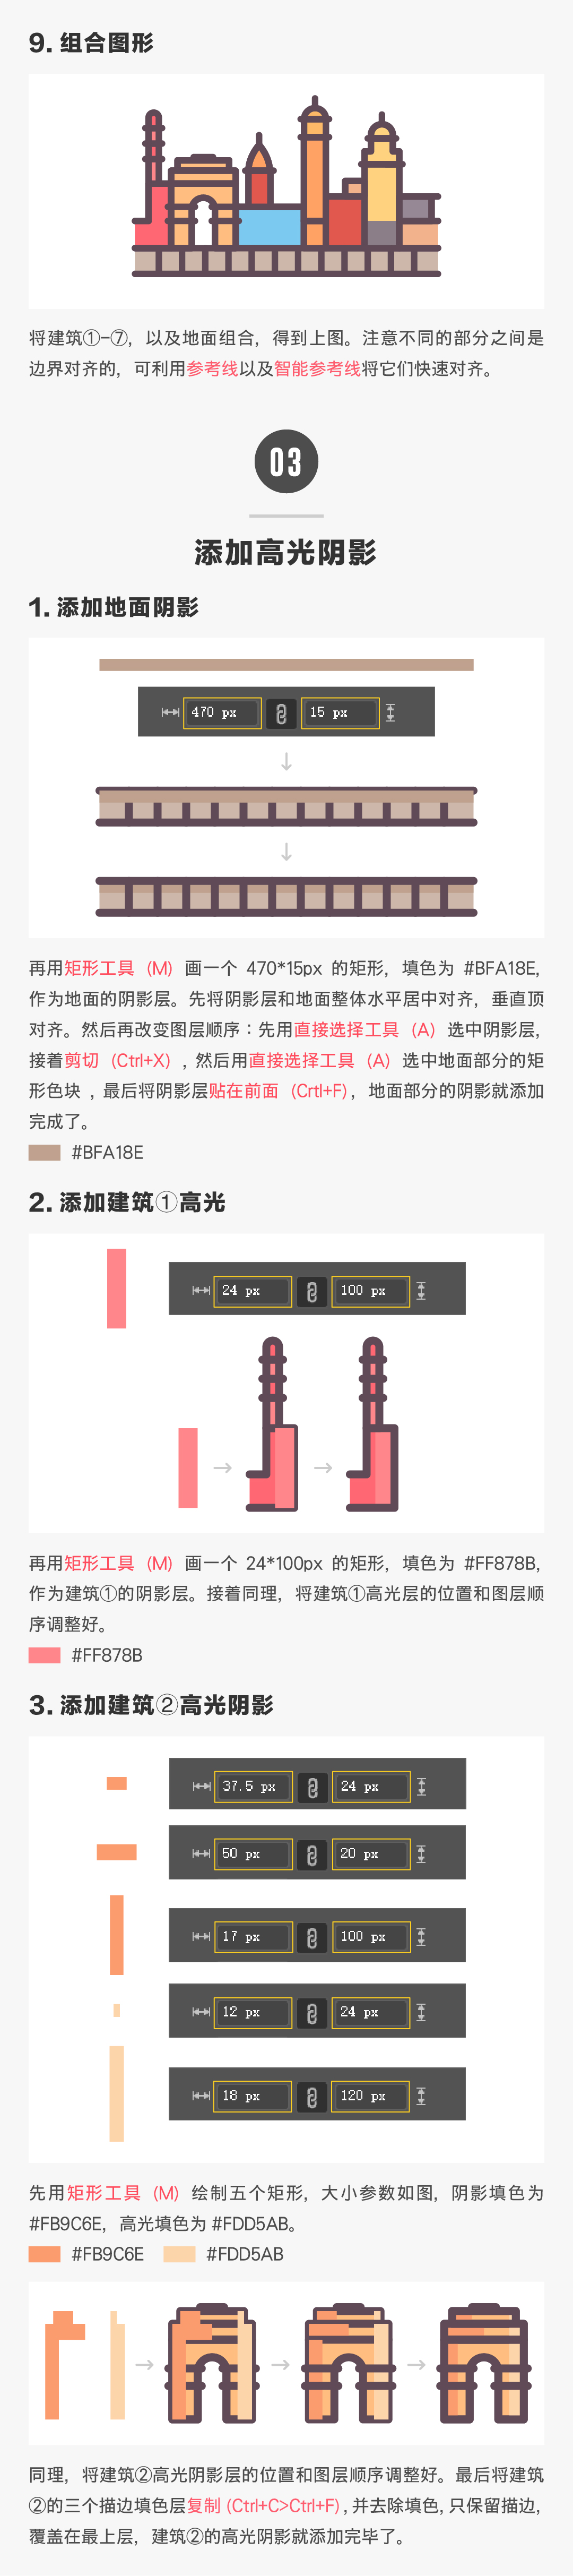 9. 组合图形
将建筑①-⑦，以及地面组合，得到上图。注意不同的部分之间是
边界对齐的，可利用参考线以及智能参考线将它们快速对齐。
03
添加高光阴影
1. 添加地面阴影
470 px 15 px
再用矩形工具（M）画一个 470*15px 的矩形，填色为 #BFA18E,
作为地面的阴影层。先将阴影层和地面整体水平居中对齐，垂直顶
对齐。然后再改变图层顺序：先用直接选择工具（A）选中阴影层,
接着剪切（Ctrl+X）, 然后用直接选择工具（A）选中地面部分的矩
形色块 , 最后将阴影层贴在前面（Crtl+F），地面部分的阴影就添加
完成了。
#BFA18E
2. 添加建筑①高光
24 px 100 px
再用矩形工具（M）画一个 24*100px 的矩形，填色为 #FF878B,
作为建筑①的阴影层。接着同理，将建筑①高光层的位置和图层顺
序调整好。
#FF878B
3. 添加建筑②高光阴影
37.5 px 24 px
50 px 20 px
17 px 100 px
12 px 24 px
18 px 120 px
先用矩形工具（M）绘制五个矩形，大小参数如图，阴影填色为
#FB9C6E，高光填色为 #FDD5AB。
#FB9C6E #FDD5AB
同理，将建筑②高光阴影层的位置和图层顺序调整好。最后将建筑
②的三个描边填色层复制 (Ctrl+C>Ctrl+F) , 并去除填色, 只保留描边,
覆盖在最上层，建筑②的高光阴影就添加完毕了。